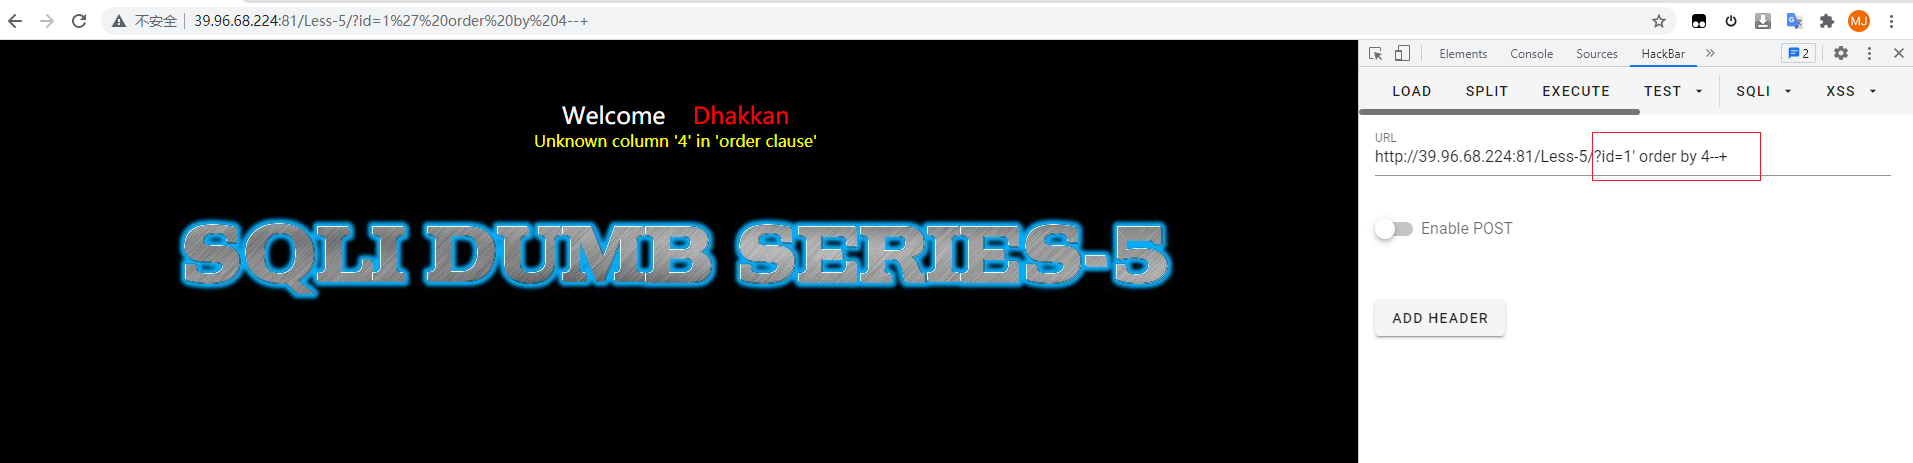 不安全 39.96.68.224:81/Less-5/?id=1%27%20order%20by%204--+
MJ
Welcome Dhakkan
Unknown column '4' in 'order clause'
SQLI DUMB SERIES-5
Elements Console Sources HackBar » 2
LOAD SPLIT EXECUTE TEST SQLI XSS
URL
http://39.96.68.224:81/Less-5/?id=1' order by 4--+
Enable POST
ADD HEADER